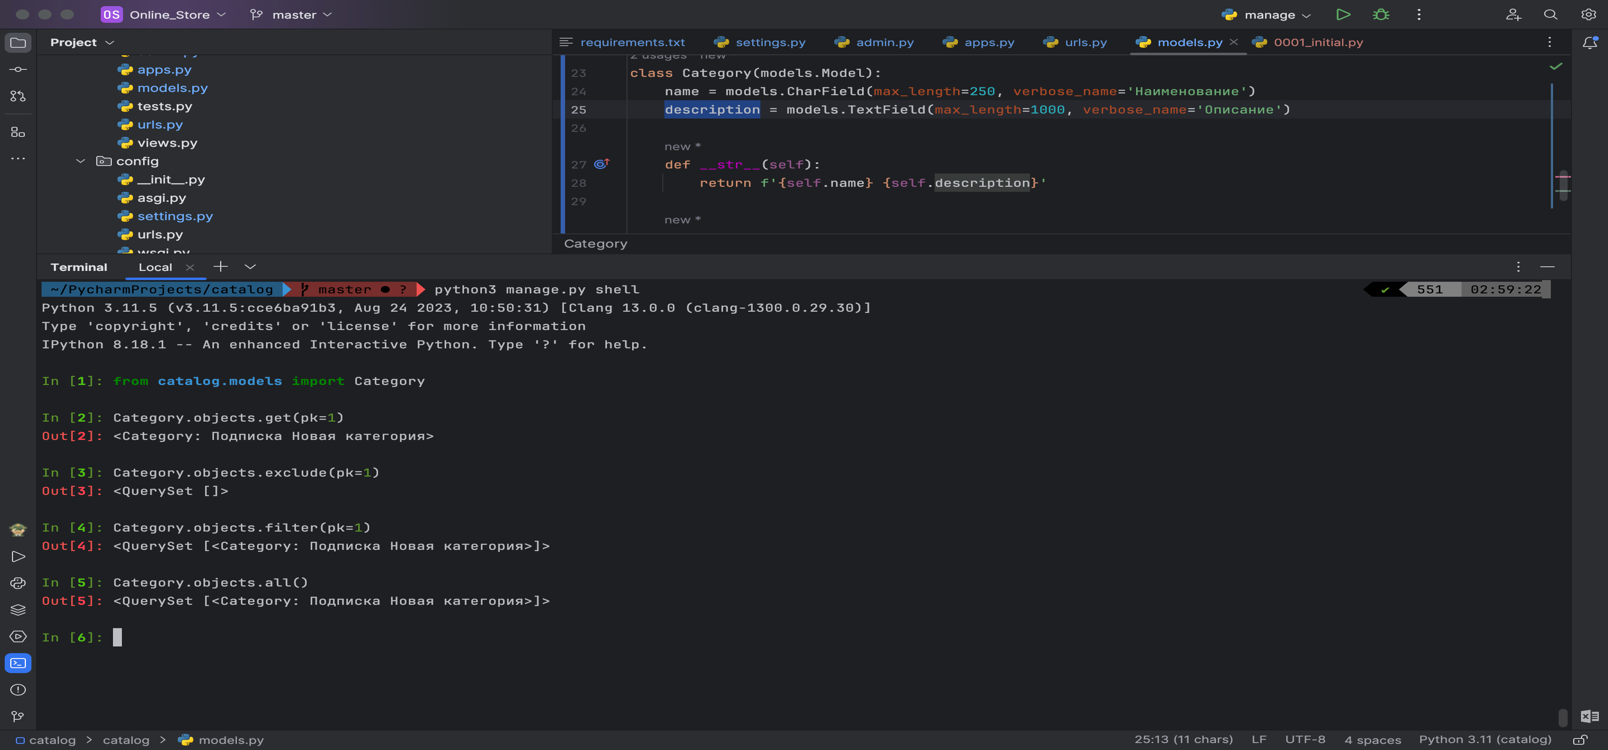 OS Online_Store master manage
Project
apps.py
models.py
tests.py
urls.py
views.py
config
__init__.py
asgi.py
settings.py
urls.py
wsgi.py
requirements.txt settings.py admin.py apps.py urls.py models.py 0001_initial.py
2 usages new
23 class Category(models.Model):
24 name = models.CharField(max_length=250, verbose_name='Наименование')
25 description = models.TextField(max_length=1000, verbose_name='Описание')
26
new *
27 def __str__(self):
28 return f'{self.name} {self.description}'
29
new *
Category
Terminal Local
~/PycharmProjects/catalog master ● ? python3 manage.py shell ✔ 551 02:59:22
Python 3.11.5 (v3.11.5:cce6ba91b3, Aug 24 2023, 10:50:31) [Clang 13.0.0 (clang-1300.0.29.30)]
Type 'copyright', 'credits' or 'license' for more information
IPython 8.18.1 -- An enhanced Interactive Python. Type '?' for help.
In [1]: from catalog.models import Category
In [2]: Category.objects.get(pk=1)
Out[2]: <Category: Подписка Новая категория>
In [3]: Category.objects.exclude(pk=1)
Out[3]: <QuerySet []>
In [4]: Category.objects.filter(pk=1)
Out[4]: <QuerySet [<Category: Подписка Новая категория>]>
In [5]: Category.objects.all()
Out[5]: <QuerySet [<Category: Подписка Новая категория>]>
In [6]:
catalog > catalog > models.py 25:13 (11 chars) LF UTF-8 4 spaces Python 3.11 (catalog)